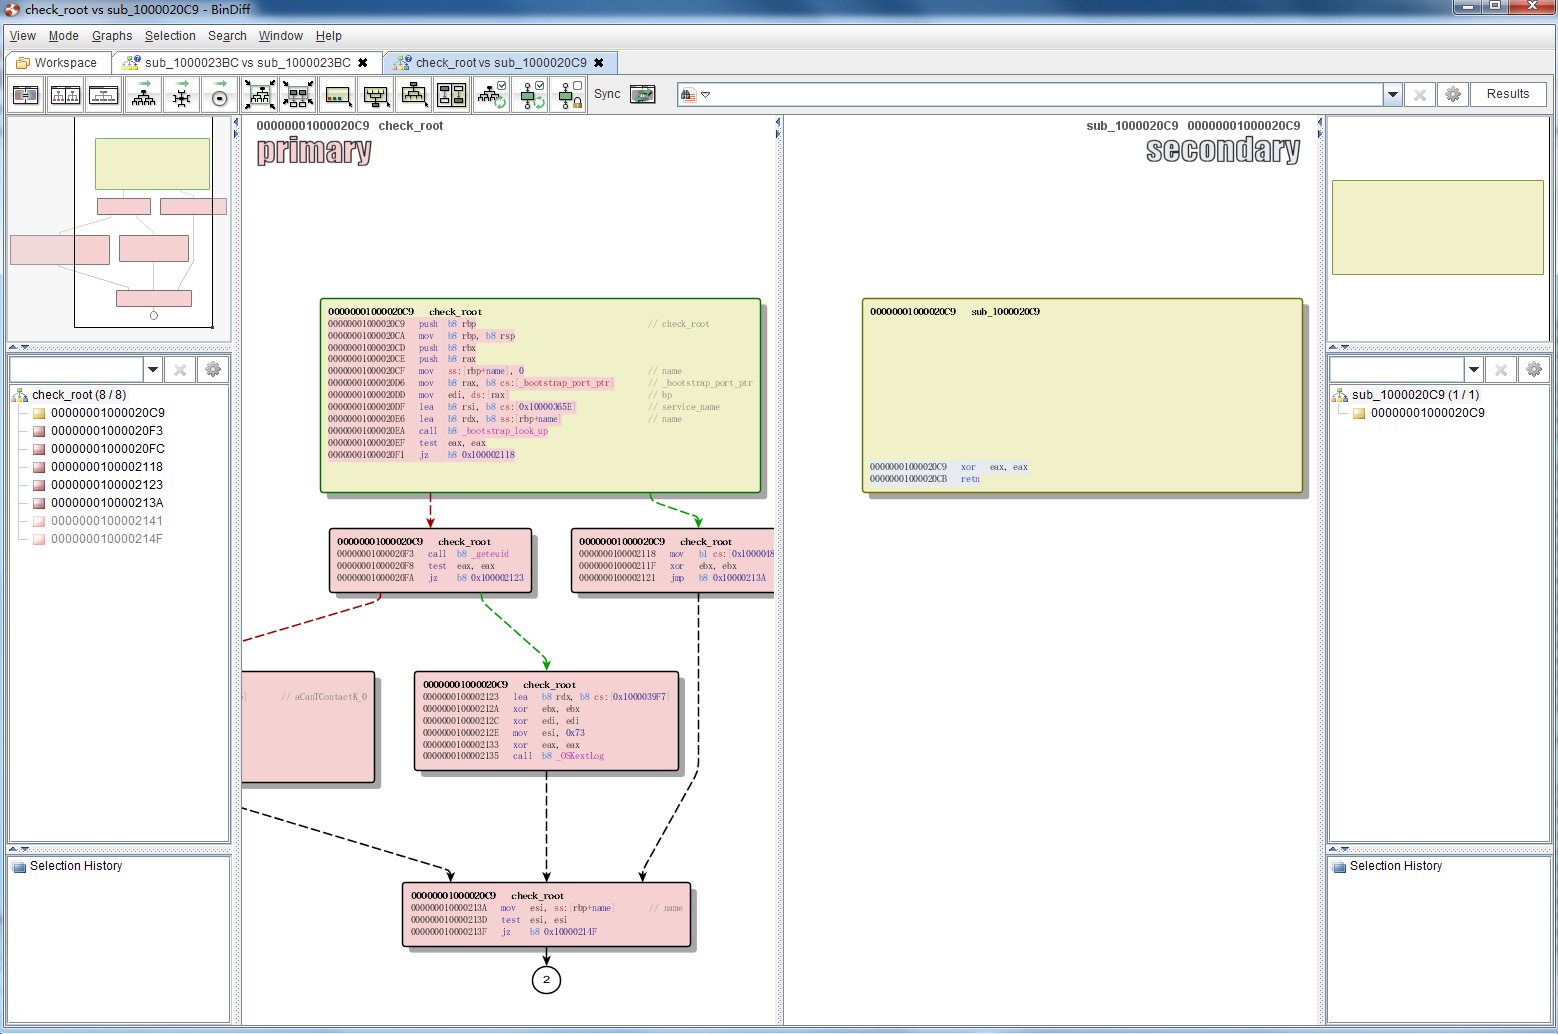 check_root vs sub_1000020C9 - BinDiff
View Mode Graphs Selection Search Window Help
Workspace
sub_1000023BC vs sub_1000023BC
check_root vs sub_1000020C9
Sync
Results
00000001000020C9 check_root
primary
sub_1000020C9 00000001000020C9
secondary
check_root (8 / 8)
00000001000020C9
00000001000020F3
00000001000020FC
0000000100002118
0000000100002123
000000010000213A
0000000100002141
000000010000214F
Selection History
00000001000020C9 check_root
00000001000020C9 push b8 rbp // check_root
00000001000020CA mov b8 rbp, b8 rsp
00000001000020CD push b8 rbx
00000001000020CE push b8 rax
00000001000020CF mov ss:[rbp+name], 0 // name
00000001000020D6 mov b8 rax, b8 cs:[_bootstrap_port_ptr] // _bootstrap_port_ptr
00000001000020DD mov edi, ds:[rax] // bp
00000001000020DF lea b8 rsi, b8 cs:[0x10000365E] // service_name
00000001000020E6 lea b8 rdx, b8 ss:[rbp+name] // name
00000001000020EA call b8 _bootstrap_look_up
00000001000020EF test eax, eax
00000001000020F1 jz b8 0x100002118
00000001000020C9 check_root
00000001000020F3 call b8 _geteuid
00000001000020F8 test eax, eax
00000001000020FA jz b8 0x100002123
00000001000020C9 check_root
0000000100002118 mov bl cs:[0x1000048
000000010000211F xor ebx, ebx
0000000100002121 jmp b8 0x10000213A
] // aCanTContactK_0
00000001000020C9 check_root
0000000100002123 lea b8 rdx, b8 cs:[0x1000039F7]
000000010000212A xor ebx, ebx
000000010000212C xor edi, edi
000000010000212E mov esi, 0x73
0000000100002133 xor eax, eax
0000000100002135 call b8 _OSKextLog
00000001000020C9 check_root
000000010000213A mov esi, ss:[rbp+name] // name
000000010000213D test esi, esi
000000010000213F jz b8 0x10000214F
2
00000001000020C9 sub_1000020C9
00000001000020C9 xor eax, eax
00000001000020CB retn
sub_1000020C9 (1 / 1)
00000001000020C9
Selection History